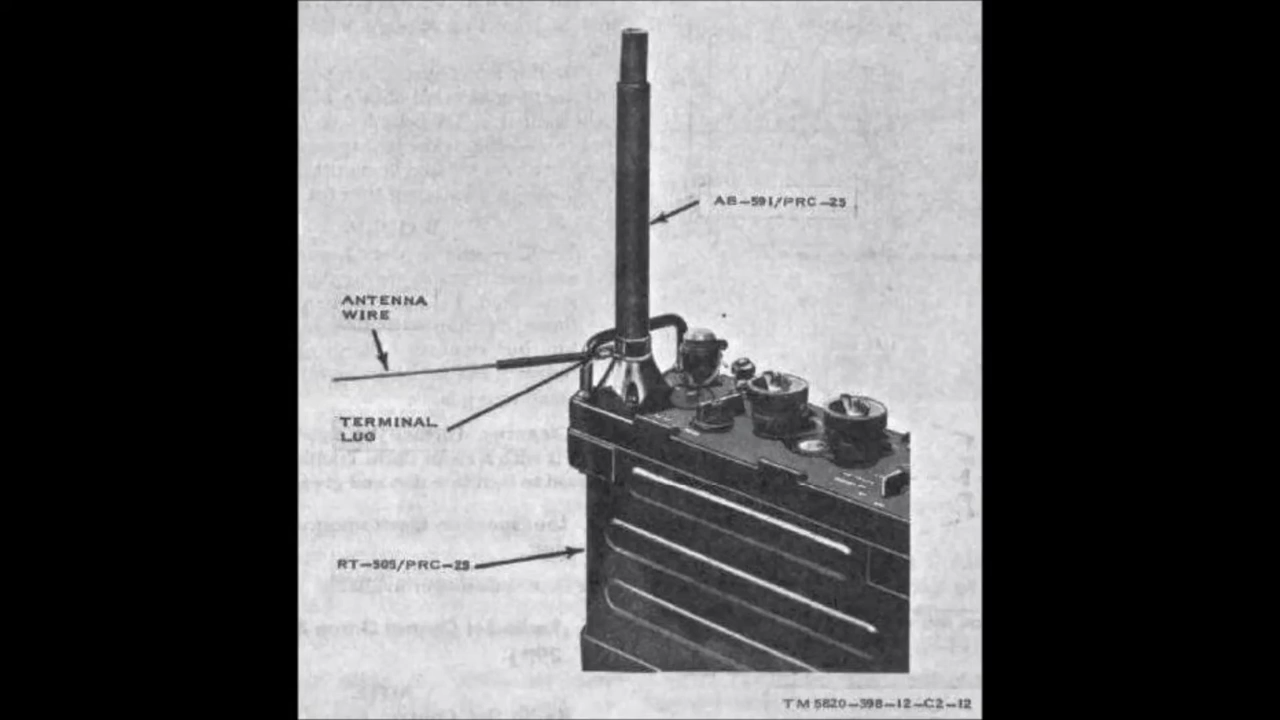 AB-591/PRC-25
ANTENNA
WIRE
TERMINAL
LUG
RT-505/PRC-25
TM 5820-398-12-C2-12